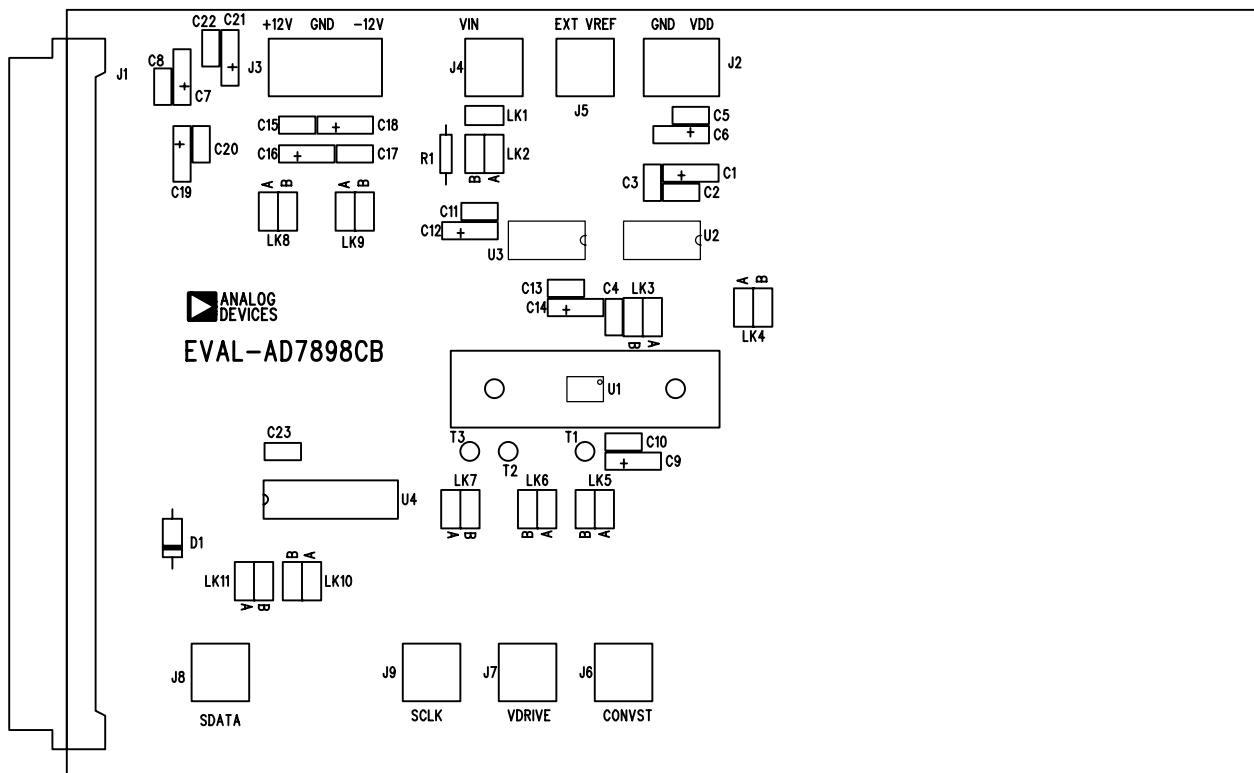 C22 C21 +12V GND -12V VIN EXT VREF GND VDD
J1 C8 C7 J3 J4 J5 J2
C15 C18 LK1 C5
C6
C20 C16 C17 R1 LK2
B A
C19 A B A B C3 C1
C2
C11
C12
LK8 LK9 U3 U2
C13 C4 LK3 A B
C14
ANALOG
DEVICES
LK4
B A
EVAL-AD7898CB
U1
C23 T3 T2 T1 C10
C9
U4 LK7 LK6 LK5
A B B A B A
D1
B A
LK11 LK10
A B
J8 J9 J7 J6
SDATA SCLK VDRIVE CONVST